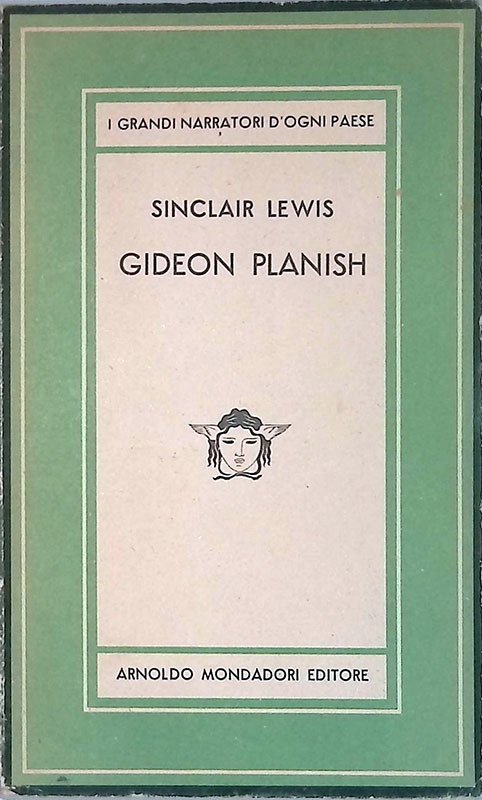 I GRANDI NARRATORI D'OGNI PAESE
SINCLAIR LEWIS
GIDEON PLANISH
ARNOLDO MONDADORI EDITORE